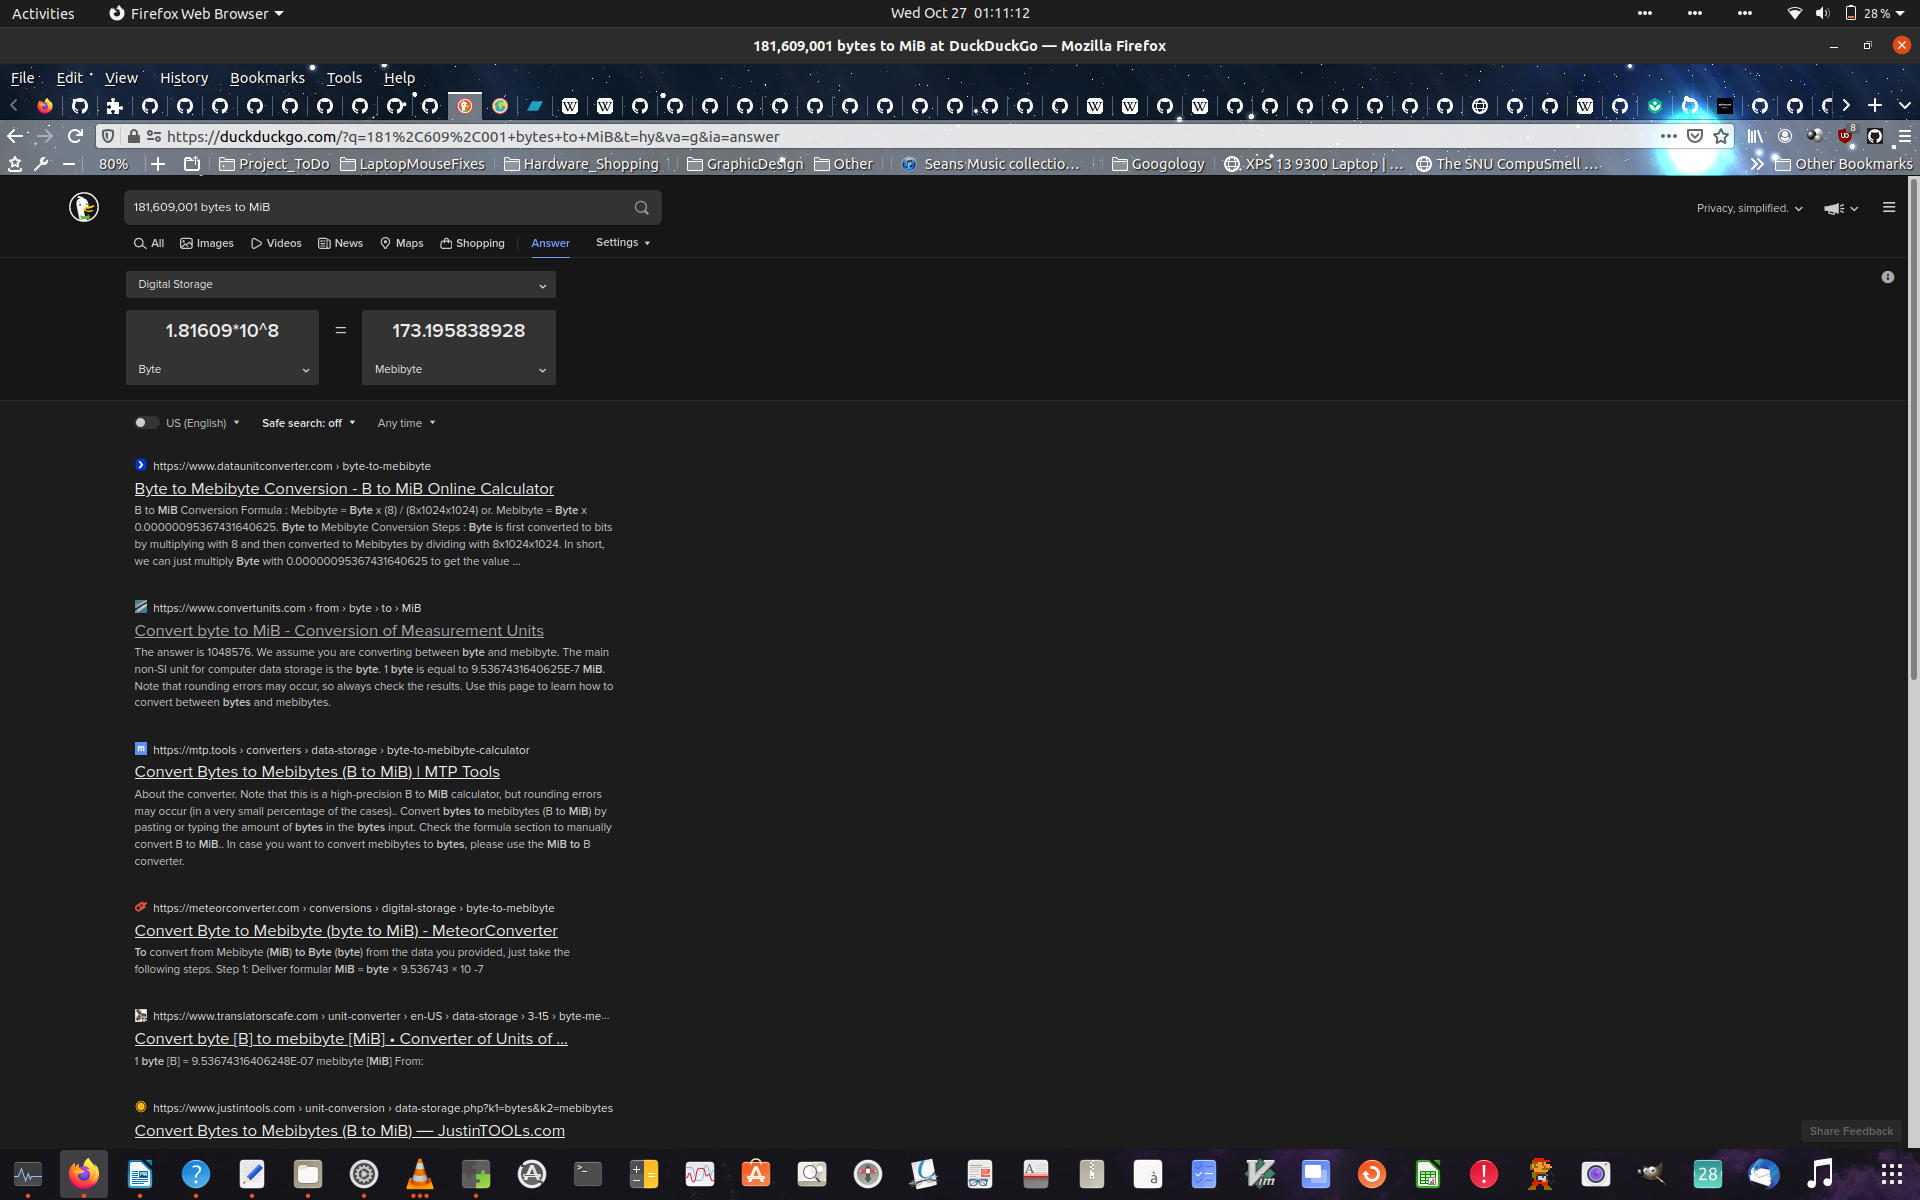 Activities
Firefox Web Browser
Wed Oct 27 01:11:12
28 %
181,609,001 bytes to MiB at DuckDuckGo — Mozilla Firefox
File Edit View History Bookmarks Tools Help
https://duckduckgo.com/?q=181%2C609%2C001+bytes+to+MiB&t=hy&va=g&ia=answer
8
80%
Project_ToDo
LaptopMouseFixes
Hardware_Shopping
GraphicDesign
Other
Seans Music collectio...
Googology
XPS 13 9300 Laptop | ...
The SNU CompuSmell ...
Other Bookmarks
181,609,001 bytes to MiB
Privacy, simplified.
All Images Videos News Maps Shopping Answer Settings
Digital Storage
1.81609*10^8 = 173.195838928
Byte Mebibyte
US (English) Safe search: off Any time
https://www.dataunitconverter.com › byte-to-mebibyte
Byte to Mebibyte Conversion - B to MiB Online Calculator
B to MiB Conversion Formula : Mebibyte = Byte x (8) / (8x1024x1024) or. Mebibyte = Byte x
0.00000095367431640625. Byte to Mebibyte Conversion Steps : Byte is first converted to bits
by multiplying with 8 and then converted to Mebibytes by dividing with 8x1024x1024. In short,
we can just multiply Byte with 0.00000095367431640625 to get the value ...
https://www.convertunits.com › from › byte › to › MiB
Convert byte to MiB - Conversion of Measurement Units
The answer is 1048576. We assume you are converting between byte and mebibyte. The main
non-SI unit for computer data storage is the byte. 1 byte is equal to 9.5367431640625E-7 MiB.
Note that rounding errors may occur, so always check the results. Use this page to learn how to
convert between bytes and mebibytes.
https://mtp.tools › converters › data-storage › byte-to-mebibyte-calculator
Convert Bytes to Mebibytes (B to MiB) | MTP Tools
About the converter. Note that this is a high-precision B to MiB calculator, but rounding errors
may occur (in a very small percentage of the cases).. Convert bytes to mebibytes (B to MiB) by
pasting or typing the amount of bytes in the bytes input. Check the formula section to manually
convert B to MiB.. In case you want to convert mebibytes to bytes, please use the MiB to B
converter.
https://meteorconverter.com › conversions › digital-storage › byte-to-mebibyte
Convert Byte to Mebibyte (byte to MiB) - MeteorConverter
To convert from Mebibyte (MiB) to Byte (byte) from the data you provided, just take the
following steps. Step 1: Deliver formular MiB = byte × 9.536743 × 10 -7
https://www.translatorscafe.com › unit-converter › en-US › data-storage › 3-15 › byte-me...
Convert byte [B] to mebibyte [MiB] • Converter of Units of ...
1 byte [B] = 9.53674316406248E-07 mebibyte [MiB] From:
https://www.justintools.com › unit-conversion › data-storage.php?k1=bytes&k2=mebibytes
Convert Bytes to Mebibytes (B to MiB) — JustinTOOLs.com
Share Feedback
28